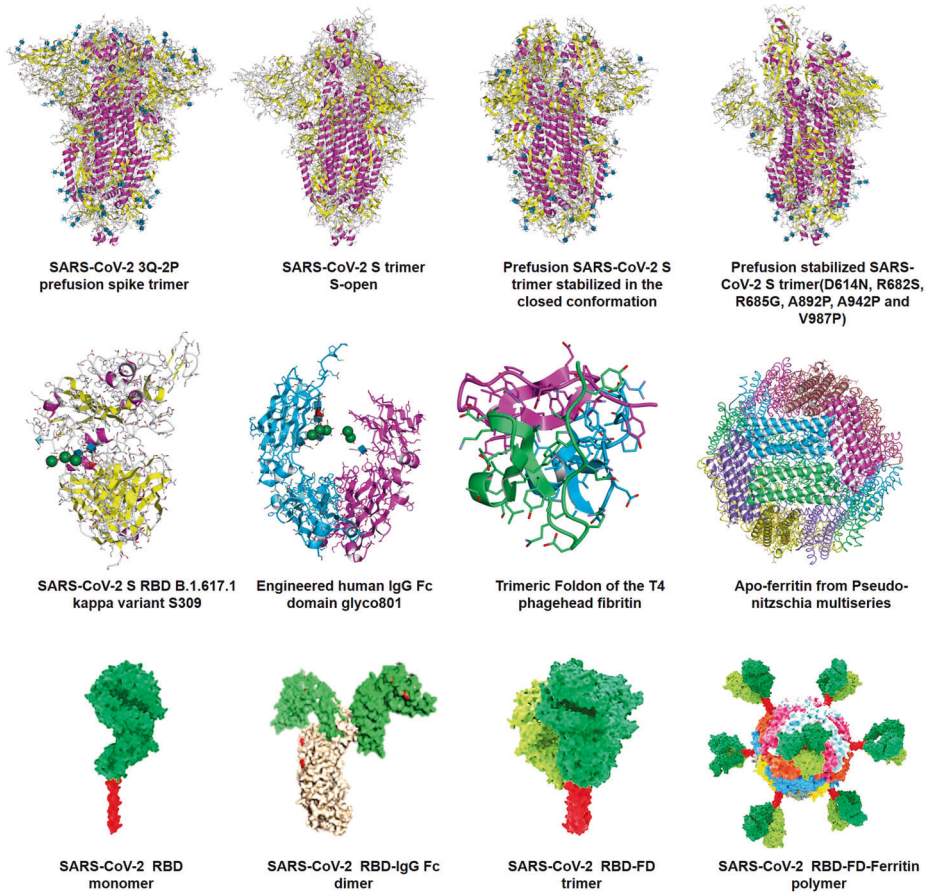 SARS-CoV-2 3Q-2P
prefusion spike trimer
SARS-CoV-2 S trimer
S-open
Prefusion SARS-CoV-2 S
trimer stabilized in the
closed conformation
Prefusion stabilized SARS-
CoV-2 S trimer(D614N, R682S,
R685G, A892P, A942P and
V987P)
SARS-CoV-2 S RBD B.1.617.1
kappa variant S309
Engineered human IgG Fc
domain glyco801
Trimeric Foldon of the T4
phagehead fibritin
Apo-ferritin from Pseudo-
nitzschia multiseries
SARS-CoV-2 RBD
monomer
SARS-CoV-2 RBD-IgG Fc
dimer
SARS-CoV-2 RBD-FD
trimer
SARS-CoV-2 RBD-FD-Ferritin
polymer